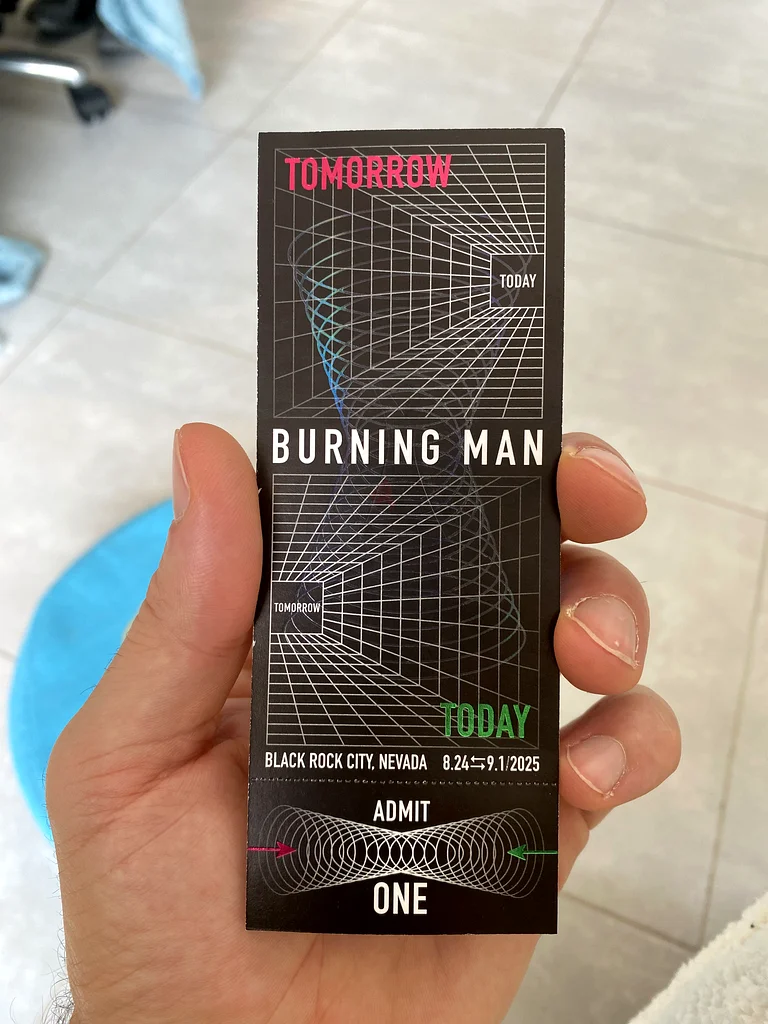 TOMORROW
TODAY
BURNING MAN
TOMORROW
TODAY
BLACK ROCK CITY, NEVADA 8.24⇆9.1/2025
ADMIT
ONE